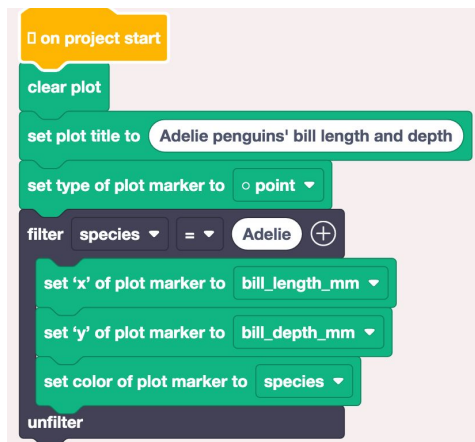 on project start
clear plot
set plot title to Adelie penguins' bill length and depth
set type of plot marker to point
filter species = Adelie
set ‘x’ of plot marker to bill_length_mm
set ‘y’ of plot marker to bill_depth_mm
set color of plot marker to species
unfilter